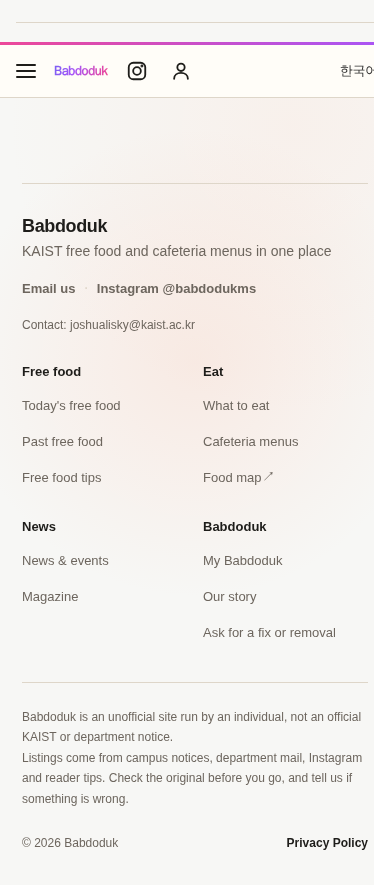 Babdoduk
한국어
Babdoduk
KAIST free food and cafeteria menus in one place
Email us · Instagram @babdodukms
Contact: joshualisky@kaist.ac.kr
Free food
Today's free food
Past free food
Free food tips
Eat
What to eat
Cafeteria menus
Food map↗
News
News & events
Magazine
Babdoduk
My Babdoduk
Our story
Ask for a fix or removal
Babdoduk is an unofficial site run by an individual, not an official
KAIST or department notice.
Listings come from campus notices, department mail, Instagram
and reader tips. Check the original before you go, and tell us if
something is wrong.
© 2026 Babdoduk
Privacy Policy